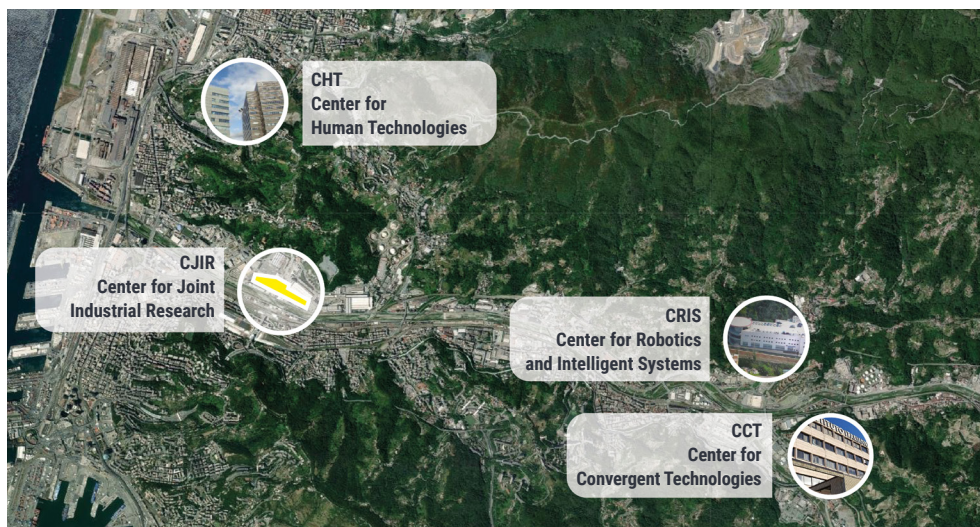 CHT
Center for
Human Technologies
CJIR
Center for Joint
Industrial Research
CRIS
Center for Robotics
and Intelligent Systems
CCT
Center for
Convergent Technologies